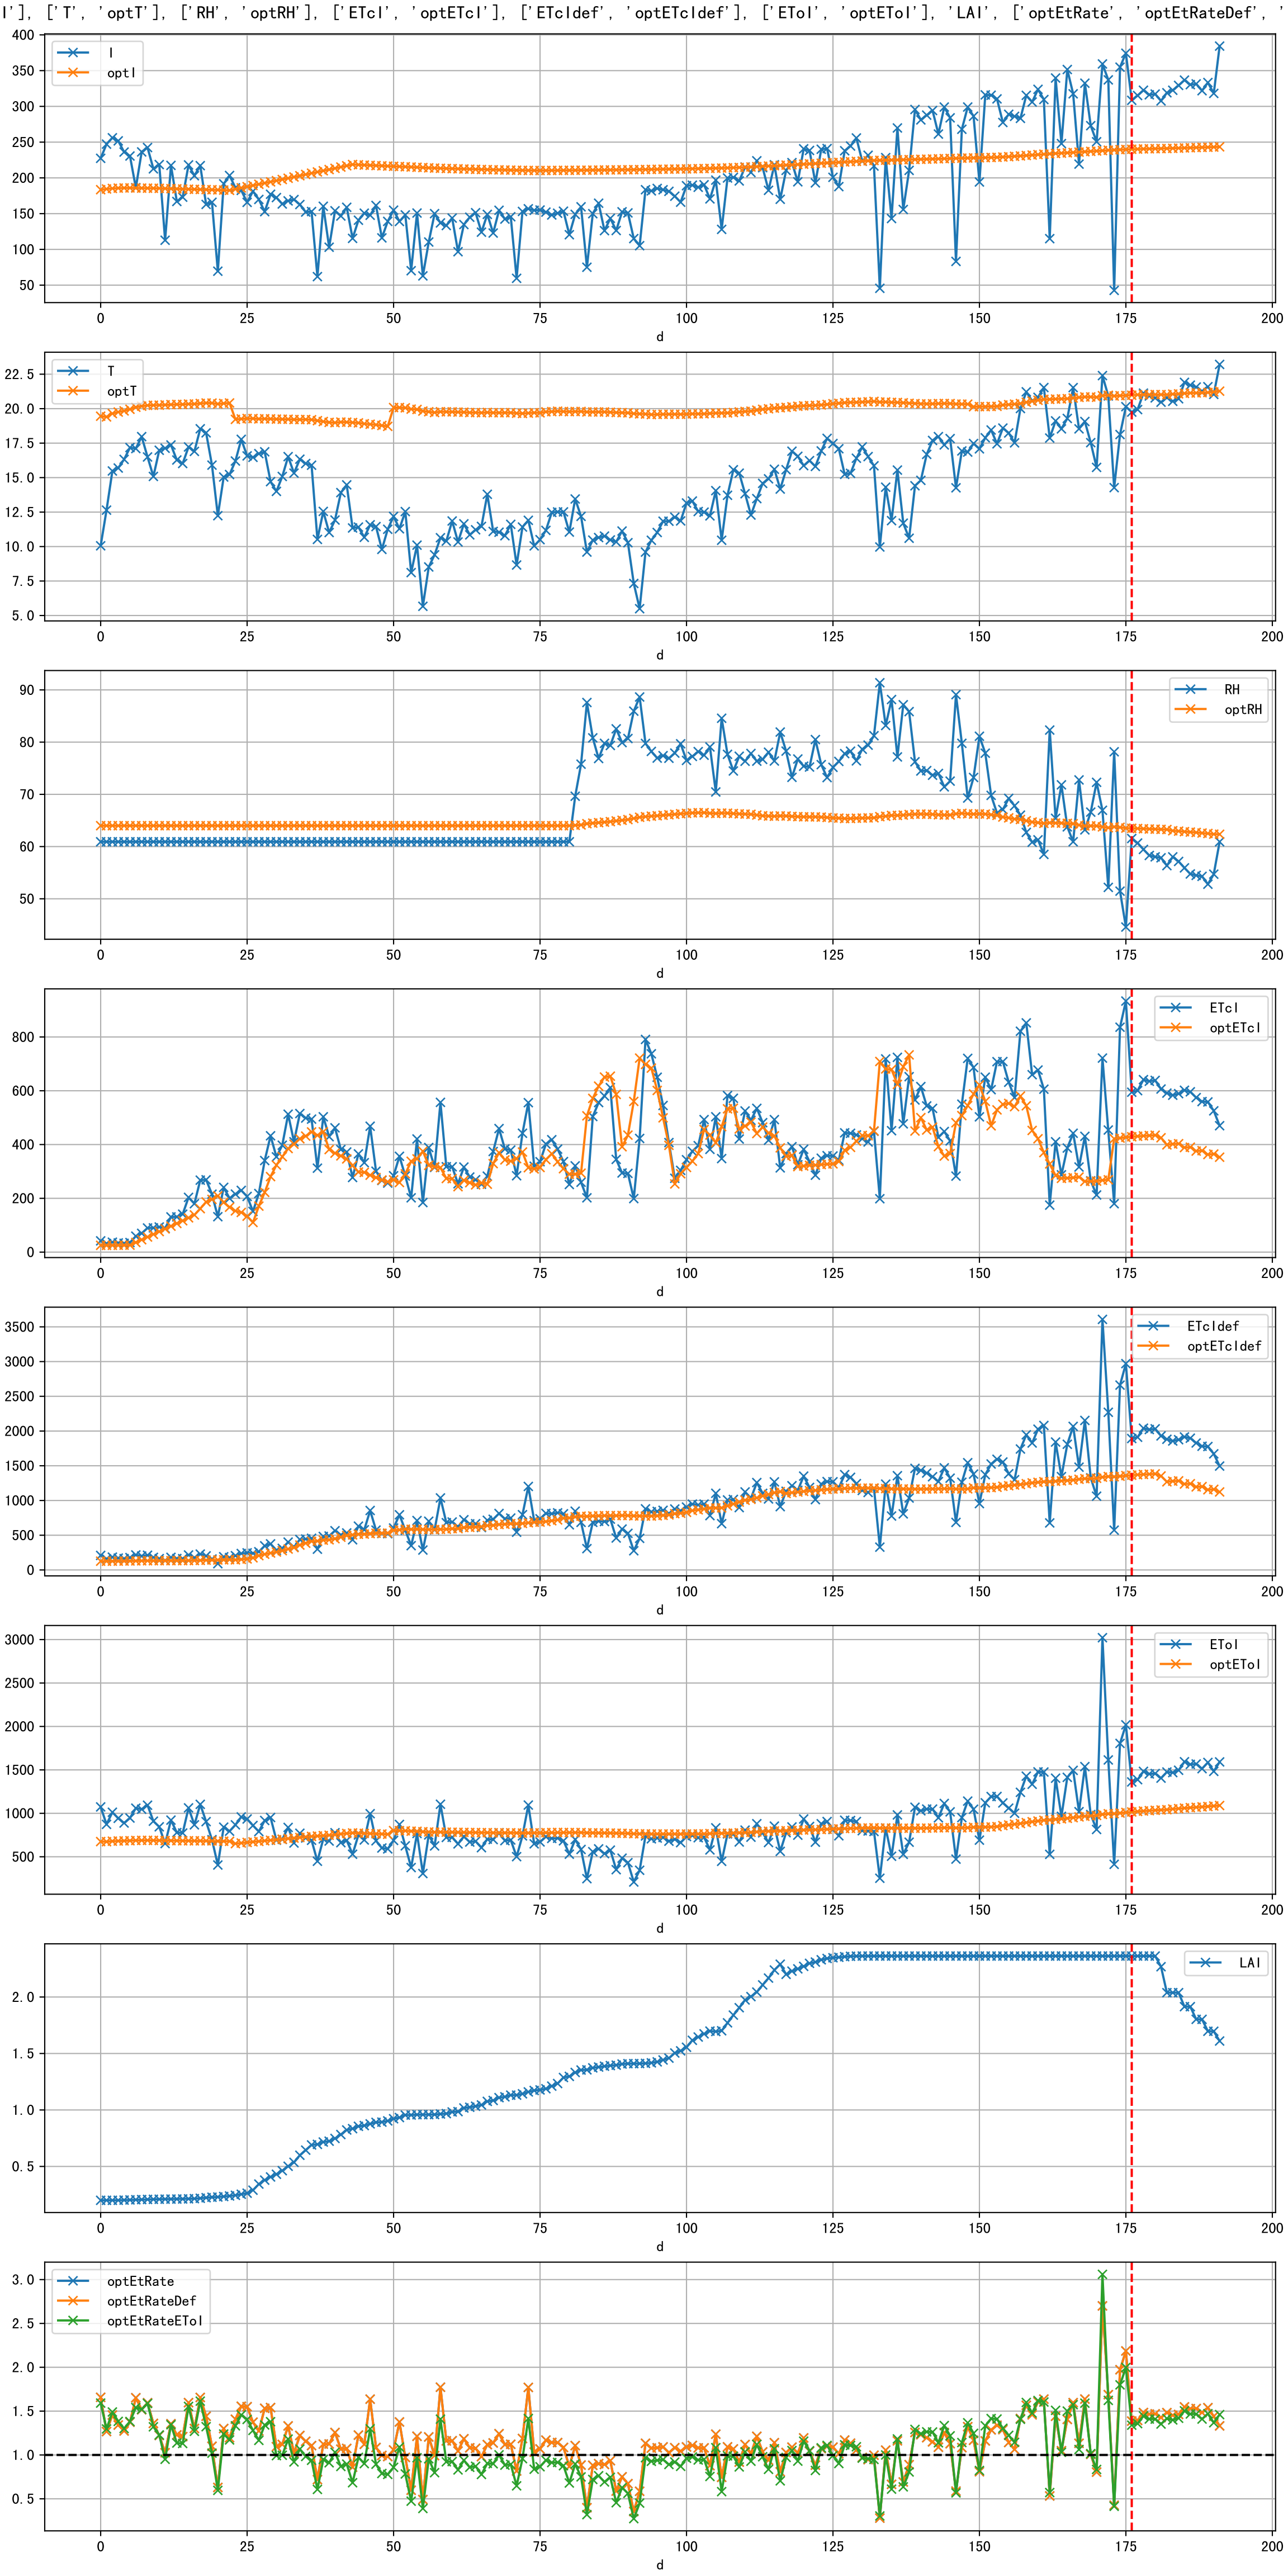 I'], ['T', 'optT'], ['RH', 'optRH'], ['ETcI', 'optETcI'], ['ETcIdef', 'optETcIdef'], ['EToI', 'optEToI'], 'LAI', ['optEtRate', 'optEtRateDef', '
I
optI
400
350
300
250
200
150
100
50
0 25 50 75 100 125 150 175 200
d
T
optT
22.5
20.0
17.5
15.0
12.5
10.0
7.5
5.0
0 25 50 75 100 125 150 175 200
d
RH
optRH
90
80
70
60
50
0 25 50 75 100 125 150 175 200
d
ETcI
optETcI
800
600
400
200
0
0 25 50 75 100 125 150 175 200
d
ETcIdef
optETcIdef
3500
3000
2500
2000
1500
1000
500
0
0 25 50 75 100 125 150 175 200
d
EToI
optEToI
3000
2500
2000
1500
1000
500
0 25 50 75 100 125 150 175 200
d
LAI
2.0
1.5
1.0
0.5
0 25 50 75 100 125 150 175 200
d
optEtRate
optEtRateDef
optEtRateEToI
3.0
2.5
2.0
1.5
1.0
0.5
0 25 50 75 100 125 150 175 200
d